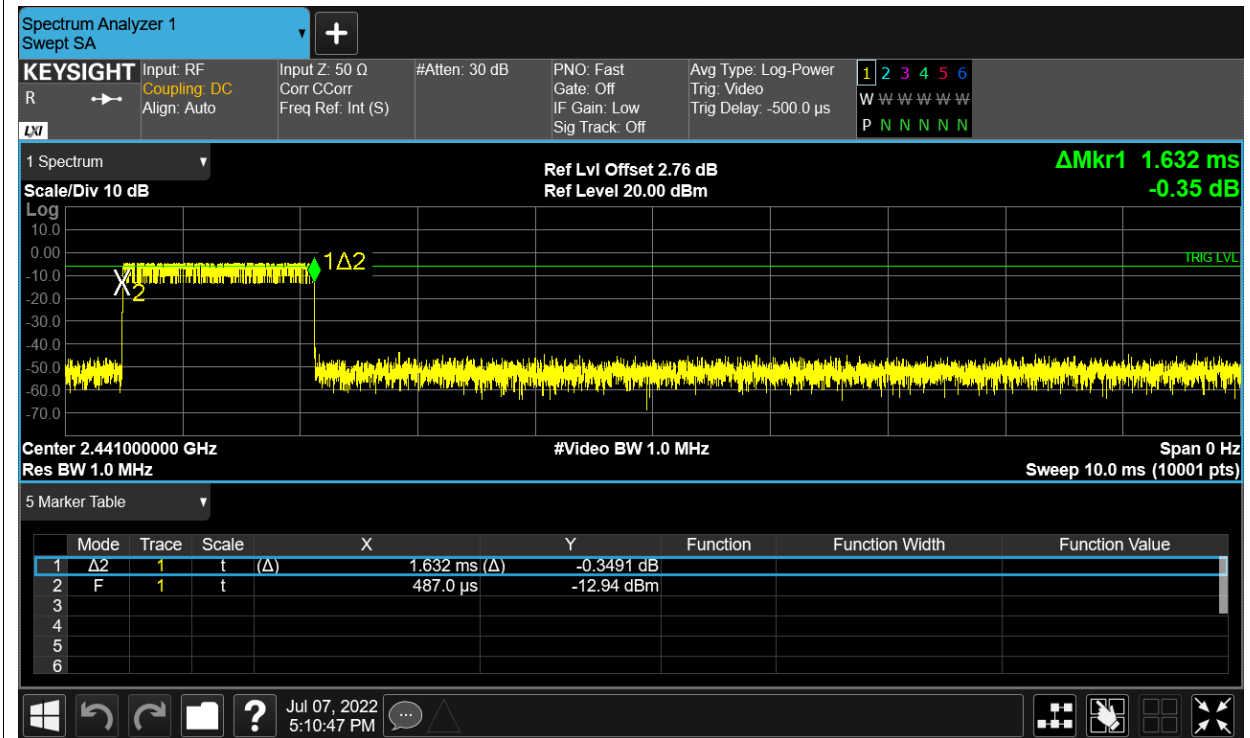 Spectrum Analyzer 1
Swept SA
KEYSIGHT
R
LXI
Input: RF
Coupling: DC
Align: Auto
Input Z: 50 Ω
Corr CCorr
Freq Ref: Int (S)
#Atten: 30 dB
PNO: Fast
Gate: Off
IF Gain: Low
Sig Track: Off
Avg Type: Log-Power
Trig: Video
Trig Delay: -500.0 µs
1 2 3 4 5 6
W W W W W W
P N N N N N
1 Spectrum
Scale/Div 10 dB
Ref Lvl Offset 2.76 dB
Ref Level 20.00 dBm
ΔMkr1 1.632 ms
-0.35 dB
Log
10.0
0.00
-10.0
-20.0
-30.0
-40.0
-50.0
-60.0
-70.0
1Δ2
X2
TRIG LVL
Center 2.441000000 GHz
#Video BW 1.0 MHz
Span 0 Hz
Res BW 1.0 MHz
Sweep 10.0 ms (10001 pts)
5 Marker Table
Mode Trace Scale X Y Function Function Width Function Value
1 Δ2 1 t (Δ) 1.632 ms (Δ) -0.3491 dB
2 F 1 t 487.0 µs -12.94 dBm
3
4
5
6
?
Jul 07, 2022
5:10:47 PM